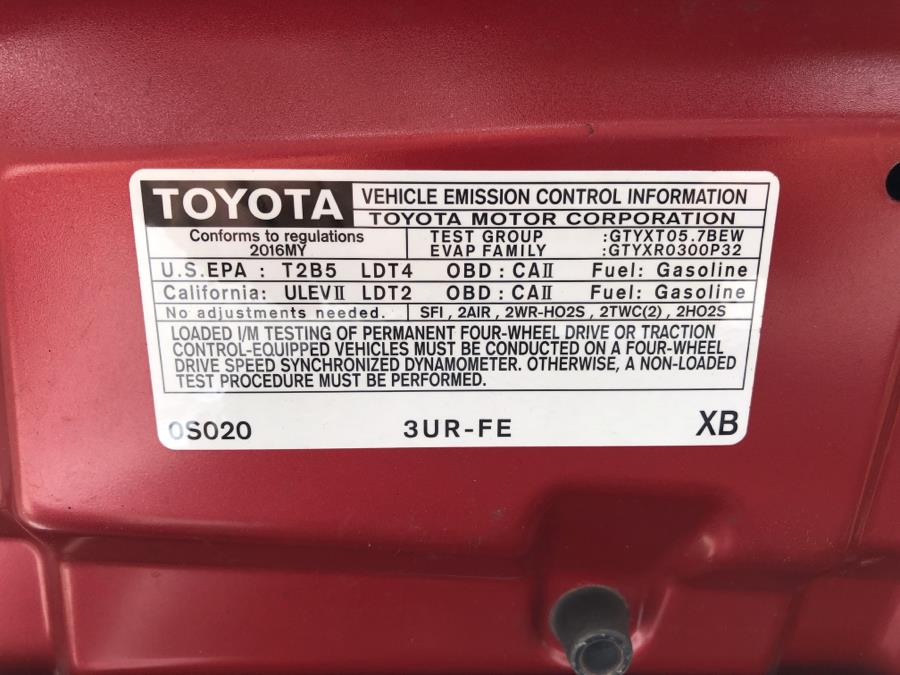 TOYOTA VEHICLE EMISSION CONTROL INFORMATION
TOYOTA MOTOR CORPORATION
Conforms to regulations TEST GROUP :GTYXT05.7BEW
2016MY EVAP FAMILY :GTYXR0300P32
U.S.EPA : T2B5 LDT4 OBD : CAⅡ Fuel: Gasoline
California: ULEVⅡ LDT2 OBD : CAⅡ Fuel: Gasoline
No adjustments needed. SFI , 2AIR , 2WR-HO2S , 2TWC(2) , 2HO2S
LOADED I/M TESTING OF PERMANENT FOUR-WHEEL DRIVE OR TRACTION
CONTROL-EQUIPPED VEHICLES MUST BE CONDUCTED ON A FOUR-WHEEL
DRIVE SPEED SYNCHRONIZED DYNAMOMETER. OTHERWISE, A NON-LOADED
TEST PROCEDURE MUST BE PERFORMED.
0S020 3UR-FE XB